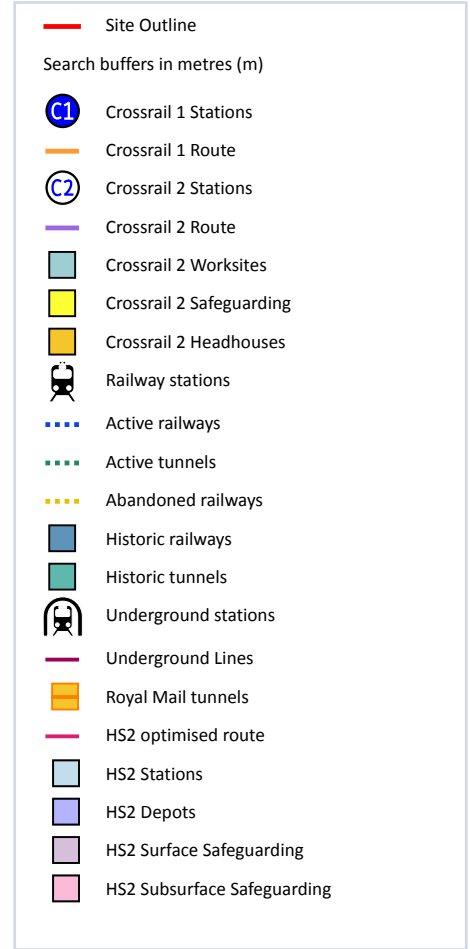 Site Outline
Search buffers in metres (m)
C1 Crossrail 1 Stations
Crossrail 1 Route
C2 Crossrail 2 Stations
Crossrail 2 Route
Crossrail 2 Worksites
Crossrail 2 Safeguarding
Crossrail 2 Headhouses
Railway stations
Active railways
Active tunnels
Abandoned railways
Historic railways
Historic tunnels
Underground stations
Underground Lines
Royal Mail tunnels
HS2 optimised route
HS2 Stations
HS2 Depots
HS2 Surface Safeguarding
HS2 Subsurface Safeguarding